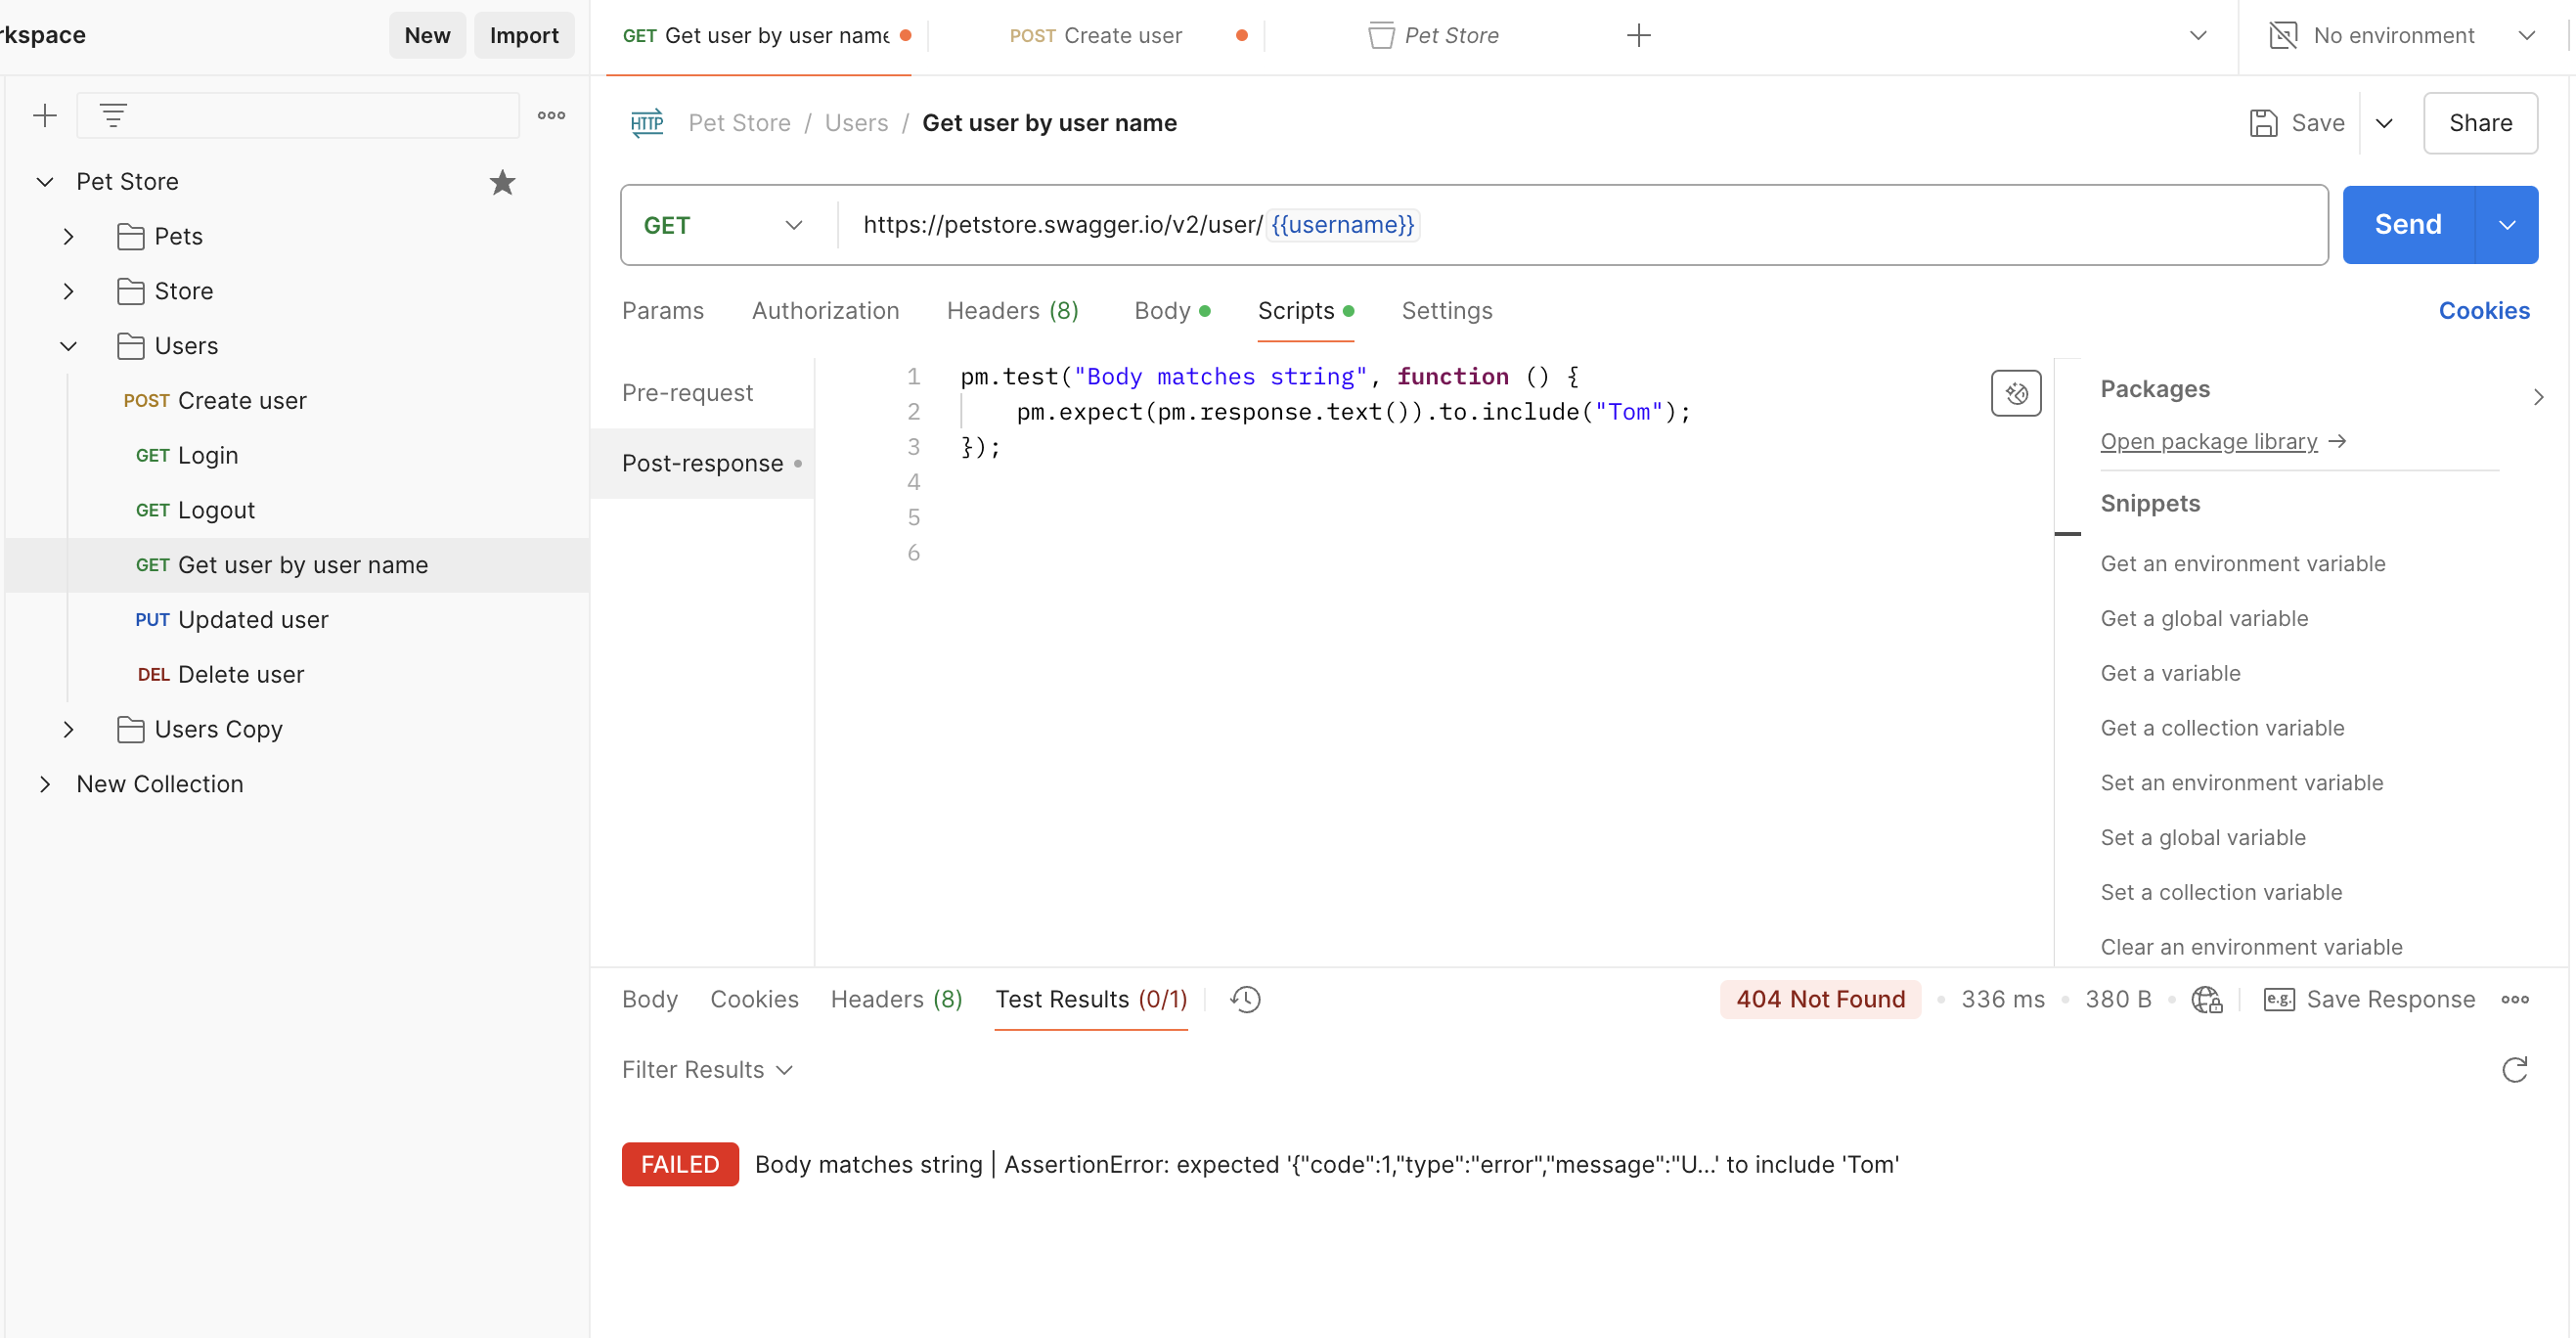 rkspace
New
Import
GET Get user by user name
POST Create user
Pet Store
No environment
HTTP Pet Store / Users / Get user by user name
Save
Share
Pet Store
Pets
Store
Users
POST Create user
GET Login
GET Logout
GET Get user by user name
PUT Updated user
DEL Delete user
Users Copy
New Collection
GET
https://petstore.swagger.io/v2/user/{{username}}
Send
Params
Authorization
Headers (8)
Body
Scripts
Settings
Cookies
Pre-request
Post-response
1 pm.test("Body matches string", function () {
2     pm.expect(pm.response.text()).to.include("Tom");
3 });
4
5
6
Packages
Open package library →
Snippets
Get an environment variable
Get a global variable
Get a variable
Get a collection variable
Set an environment variable
Set a global variable
Set a collection variable
Clear an environment variable
Body
Cookies
Headers (8)
Test Results (0/1)
404 Not Found
336 ms
380 B
e.g. Save Response
Filter Results
FAILED Body matches string | AssertionError: expected '{"code":1,"type":"error","message":"U...' to include 'Tom'